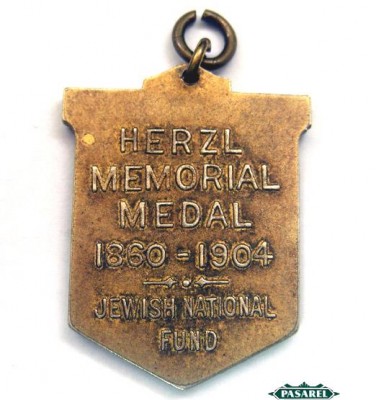 HERZL
MEMORIAL
MEDAL
1860-1904
JEWISH NATIONAL
FUND
PASAREL